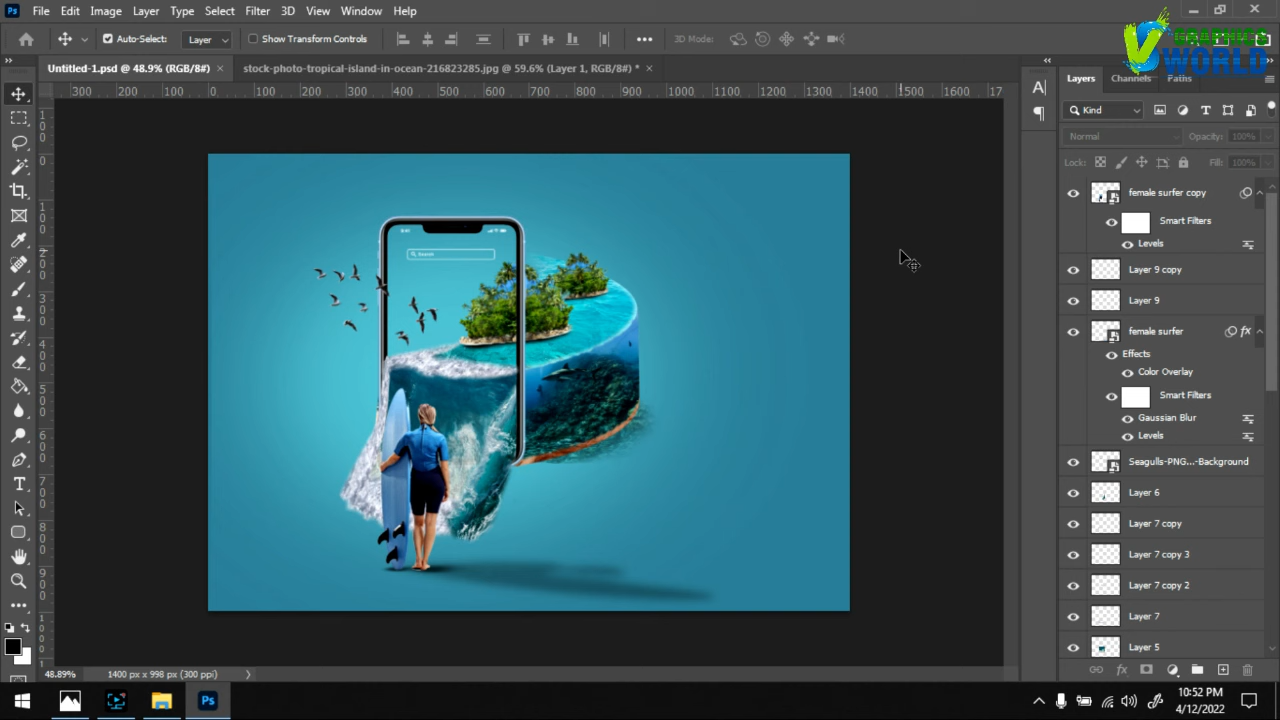 Ps File Edit Image Layer Type Select Filter 3D View Window Help
Auto-Select: Layer Show Transform Controls 3D Mode:
GRAPHICS
WORLD
Untitled-1.psd @ 48.9% (RGB/8#) × stock-photo-tropical-island-in-ocean-216823285.jpg @ 59.6% (Layer 1, RGB/8#) * ×
300 200 100 0 100 200 300 400 500 600 700 800 900 1000 1100 1200 1300 1400 1500 1600 17
Layers Channels Paths
Kind
Normal Opacity: 100%
Lock: Fill: 100%
female surfer copy
Smart Filters
Levels
Layer 9 copy
Layer 9
female surfer fx
Effects
Color Overlay
Smart Filters
Gaussian Blur
Levels
Seagulls-PNG...-Background
Layer 6
Layer 7 copy
Layer 7 copy 3
Layer 7 copy 2
Layer 7
Layer 5
Search
48.89% 1400 px x 998 px (300 ppi)
Ps
10:52 PM
4/12/2022